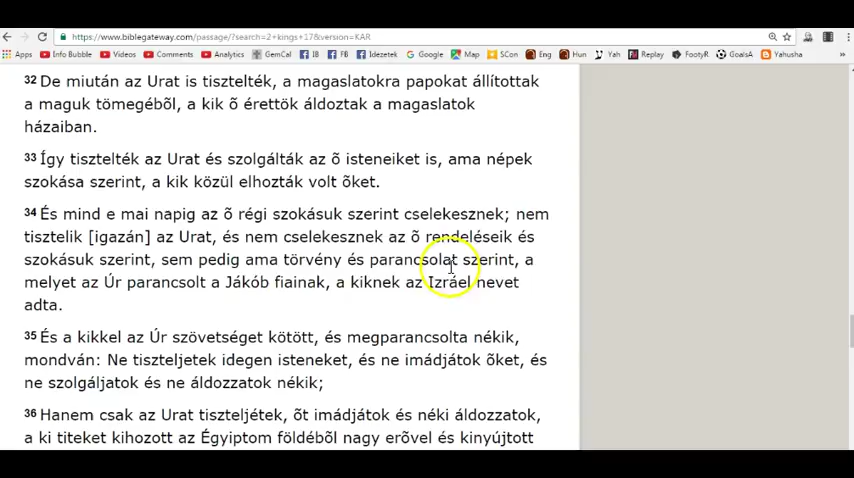 https://www.biblegateway.com/passage/?search=2+kings+17&version=KAR
Apps Info Bubble Videos Comments Analytics GemCal IB FB Idézetek Google Map SCon Eng Hun Yah Replay FootyR GoalsA Yahusha
32 De miután az Urat is tisztelték, a magaslatokra papokat állítottak
a maguk tömegébõl, a kik õ érettök áldoztak a magaslatok
házaiban.
33 Így tisztelték az Urat és szolgálták az õ isteneiket is, ama népek
szokása szerint, a kik közül elhozták volt õket.
34 És mind e mai napig az õ régi szokásuk szerint cselekesznek; nem
tisztelik [igazán] az Urat, és nem cselekesznek az õ rendeléseik és
szokásuk szerint, sem pedig ama törvény és parancsolat szerint, a
melyet az Úr parancsolt a Jákób fiainak, a kiknek az Izráel nevet
adta.
35 És a kikkel az Úr szövetséget kötött, és megparancsolta nékik,
mondván: Ne tiszteljetek idegen isteneket, és ne imádjátok õket, és
ne szolgáljatok és ne áldozzatok nékik;
36 Hanem csak az Urat tiszteljétek, õt imádjátok és néki áldozzatok,
a ki titeket kihozott az Égyiptom földébõl nagy erõvel és kinyújtott